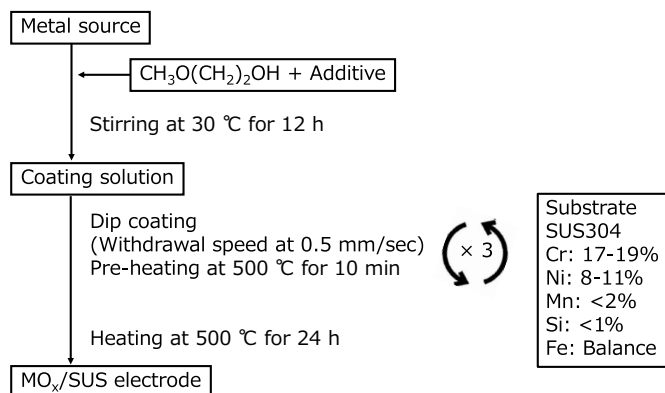 Metal source
CH₃O(CH₂)₂OH + Additive
Stirring at 30 ℃ for 12 h
Coating solution
Dip coating
(Withdrawal speed at 0.5 mm/sec)
Pre-heating at 500 ℃ for 10 min
× 3
Heating at 500 ℃ for 24 h
MOₓ/SUS electrode
Substrate
SUS304
Cr: 17-19%
Ni: 8-11%
Mn: <2%
Si: <1%
Fe: Balance